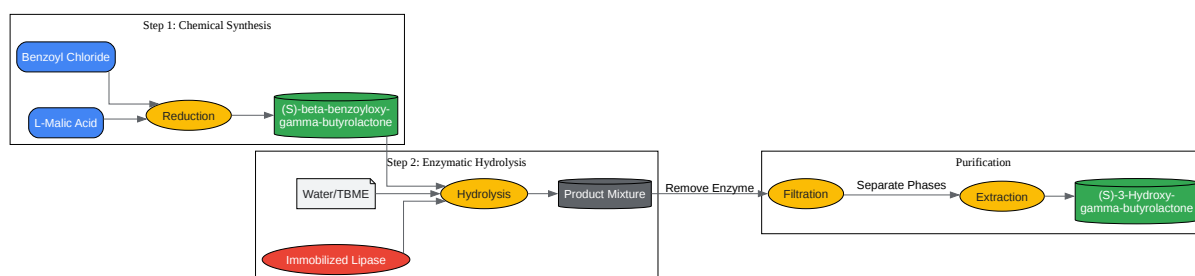 Step 1: Chemical Synthesis
Benzoyl Chloride
L-Malic Acid
Reduction
(S)-beta-benzoyloxy-
gamma-butyrolactone
Step 2: Enzymatic Hydrolysis
Water/TBME
Immobilized Lipase
Hydrolysis
Product Mixture
Remove Enzyme
Purification
Filtration
Separate Phases
Extraction
(S)-3-Hydroxy-
gamma-butyrolactone